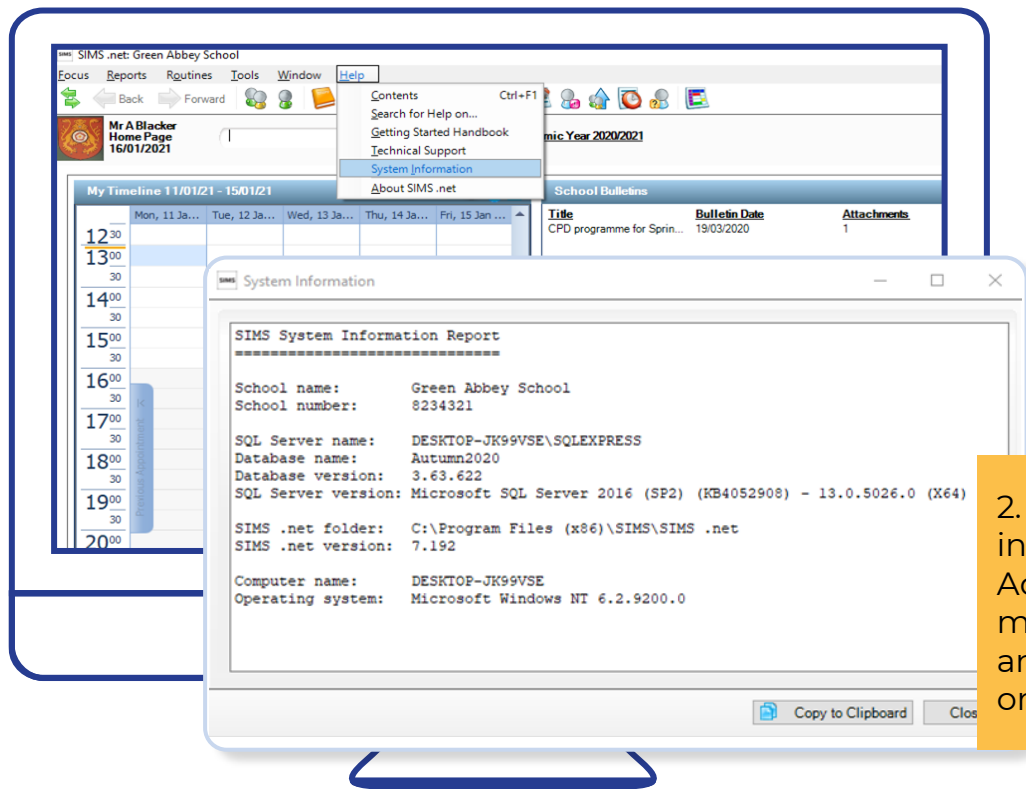 SIMS .net: Green Abbey School
Focus Reports Routines Tools Window Help
Back Forward
Contents Ctrl+F1
Search for Help on...
Getting Started Handbook
Technical Support
System Information
About SIMS .net
Mr A Blacker
Home Page
16/01/2021
mic Year 2020/2021
My Timeline 11/01/21 - 15/01/21
Mon, 11 Ja... Tue, 12 Ja... Wed, 13 Ja... Thu, 14 Ja... Fri, 15 Jan ...
School Bulletins
Title Bulletin Date Attachments
CPD programme for Sprin... 19/03/2020 1
12 30
13 00
30
14 00
30
15 00
30
16 00
30
17 00
30
18 00
30
19 00
30
20 00
Previous Appointment
SIMS System Information
SIMS System Information Report
==============================
School name: Green Abbey School
School number: 8234321
SQL Server name: DESKTOP-JK99VSE\SQLEXPRESS
Database name: Autumn2020
Database version: 3.63.622
SQL Server version: Microsoft SQL Server 2016 (SP2) (KB4052908) - 13.0.5026.0 (X64)
SIMS .net folder: C:\Program Files (x86)\SIMS\SIMS .net
SIMS .net version: 7.192
Computer name: DESKTOP-JK99VSE
Operating system: Microsoft Windows NT 6.2.9200.0
Copy to Clipboard Clos
2.
in
Ac
m
ar
or